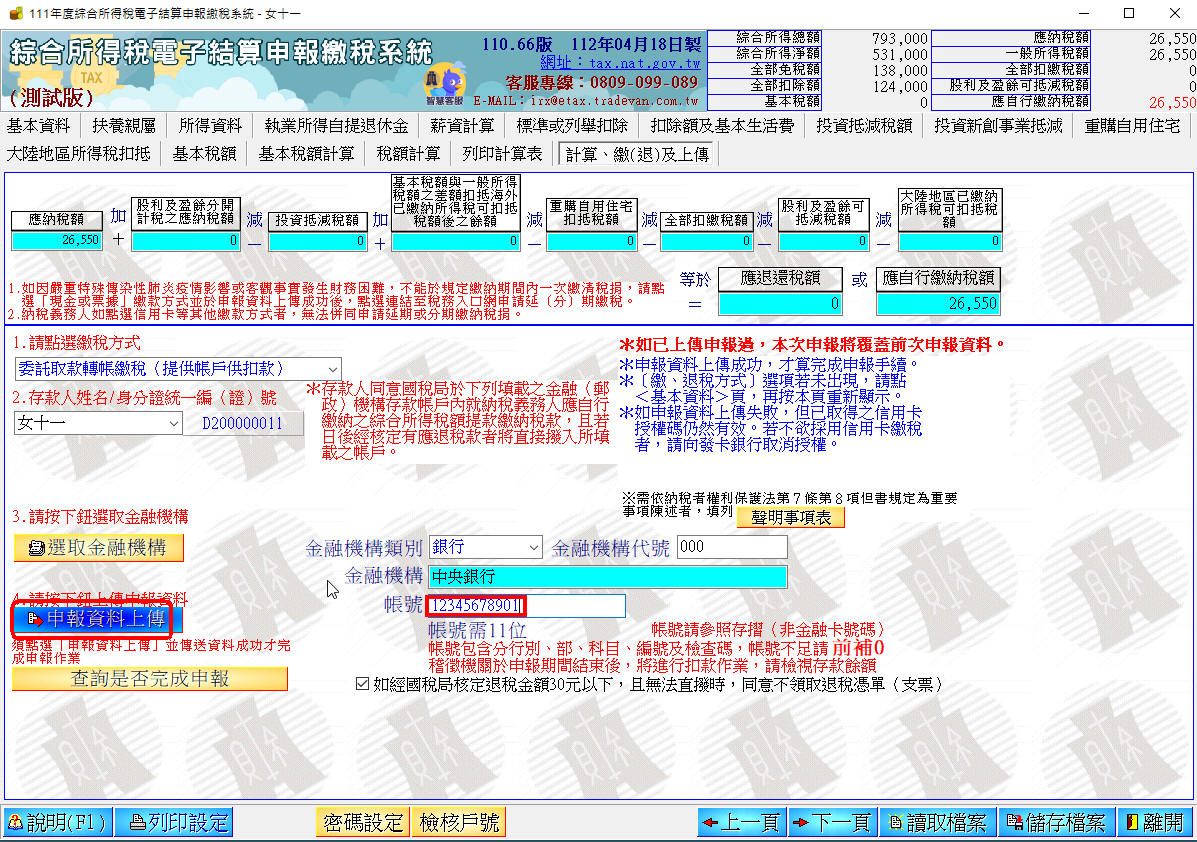 111年度綜合所得稅電子結算申報繳稅系統 - 女十一
綜合所得稅電子結算申報繳稅系統
(測試版)
TAX
智慧客服
110.66版 112年04月18日製
網址：tax.nat.gov.tw
客服專線：0809-099-089
E-MAIL：irx@etax.tradevan.com.tw
綜合所得總額 793,000 應納稅額 26,550
綜合所得淨額 531,000 一般所得稅額 26,550
全部免稅額 138,000 全部扣繳稅額 0
全部扣除額 124,000 股利及盈餘可抵減稅額 0
基本稅額 0 應自行繳納稅額 26,550
基本資料 扶養親屬 所得資料 執業所得自提退休金 薪資計算 標準或列舉扣除 扣除額及基本生活費 投資抵減稅額 投資新創事業抵減 重購自用住宅
大陸地區所得稅扣抵 基本稅額 基本稅額計算 稅額計算 列印計算表 計算、繳(退)及上傳
應納稅額
26,550
加
＋
股利及盈餘分開
計稅之應納稅額
0
減
－
投資抵減稅額
0
加
＋
基本稅額與一般所得
稅額之差額扣抵海外
已繳納所得稅可扣抵
稅額後之餘額
0
減
－
重購自用住宅
扣抵稅額
0
減
－
全部扣繳稅額
0
減
－
股利及盈餘可
抵減稅額
0
減
－
大陸地區已繳納
所得稅可扣抵稅
額
0
等於
＝
應退還稅額
0
或
應自行繳納稅額
26,550
1.如因嚴重特殊傳染性肺炎疫情影響或客觀事實發生財務困難，不能於規定繳納期間內一次繳清稅捐，請點
選「現金或票據」繳款方式並於申報資料上傳成功後，點選連結至稅務入口網申請延（分）期繳稅。
2.納稅義務人如點選信用卡等其他繳款方式者，無法併同申請延期或分期繳納稅捐。
1.請點選繳稅方式
委託取款轉帳繳稅（提供帳戶供扣款）
2.存款人姓名/身分證統一編（證）號
女十一 D200000011
※存款人同意國稅局於下列填載之金融（郵
政）機構存款帳戶內就納稅義務人應自行
繳納之綜合所得稅額提款繳納稅款，且若
日後經核定有應退稅款者將直接撥入所填
載之帳戶。
＊如已上傳申報過，本次申報將覆蓋前次申報資料。
＊申報資料上傳成功，才算完成申報手續。
＊〔繳、退稅方式〕選項若未出現，請點
＜基本資料＞頁，再按本頁重新顯示。
＊如申報資料上傳失敗，但已取得之信用卡
授權碼仍然有效。若不欲採用信用卡繳稅
者，請向發卡銀行取消授權。
※需依納稅者權利保護法第７條第８項但書規定為重要
事項陳述者，填列 聲明事項表
3.請按下鈕選取金融機構
選取金融機構
金融機構類別 銀行 金融機構代號 000
金融機構 中央銀行
4.請按下鈕上傳申報資料
申報資料上傳
帳號 12345678901
帳號需11位 帳號請參照存摺（非金融卡號碼）
須點選「申報資料上傳」並傳送資料成功才完
成申報作業
帳號包含分行別、部、科目、編號及檢查碼，帳號不足請 前補0
稽徵機關於申報期間結束後，將進行扣款作業，請檢視存款餘額
查詢是否完成申報
如經國稅局核定退稅金額30元以下，且無法直撥時，同意不領取退稅憑單（支票）
說明(F1) 列印設定 密碼設定 檢核戶號 上一頁 下一頁 讀取檔案 儲存檔案 離開